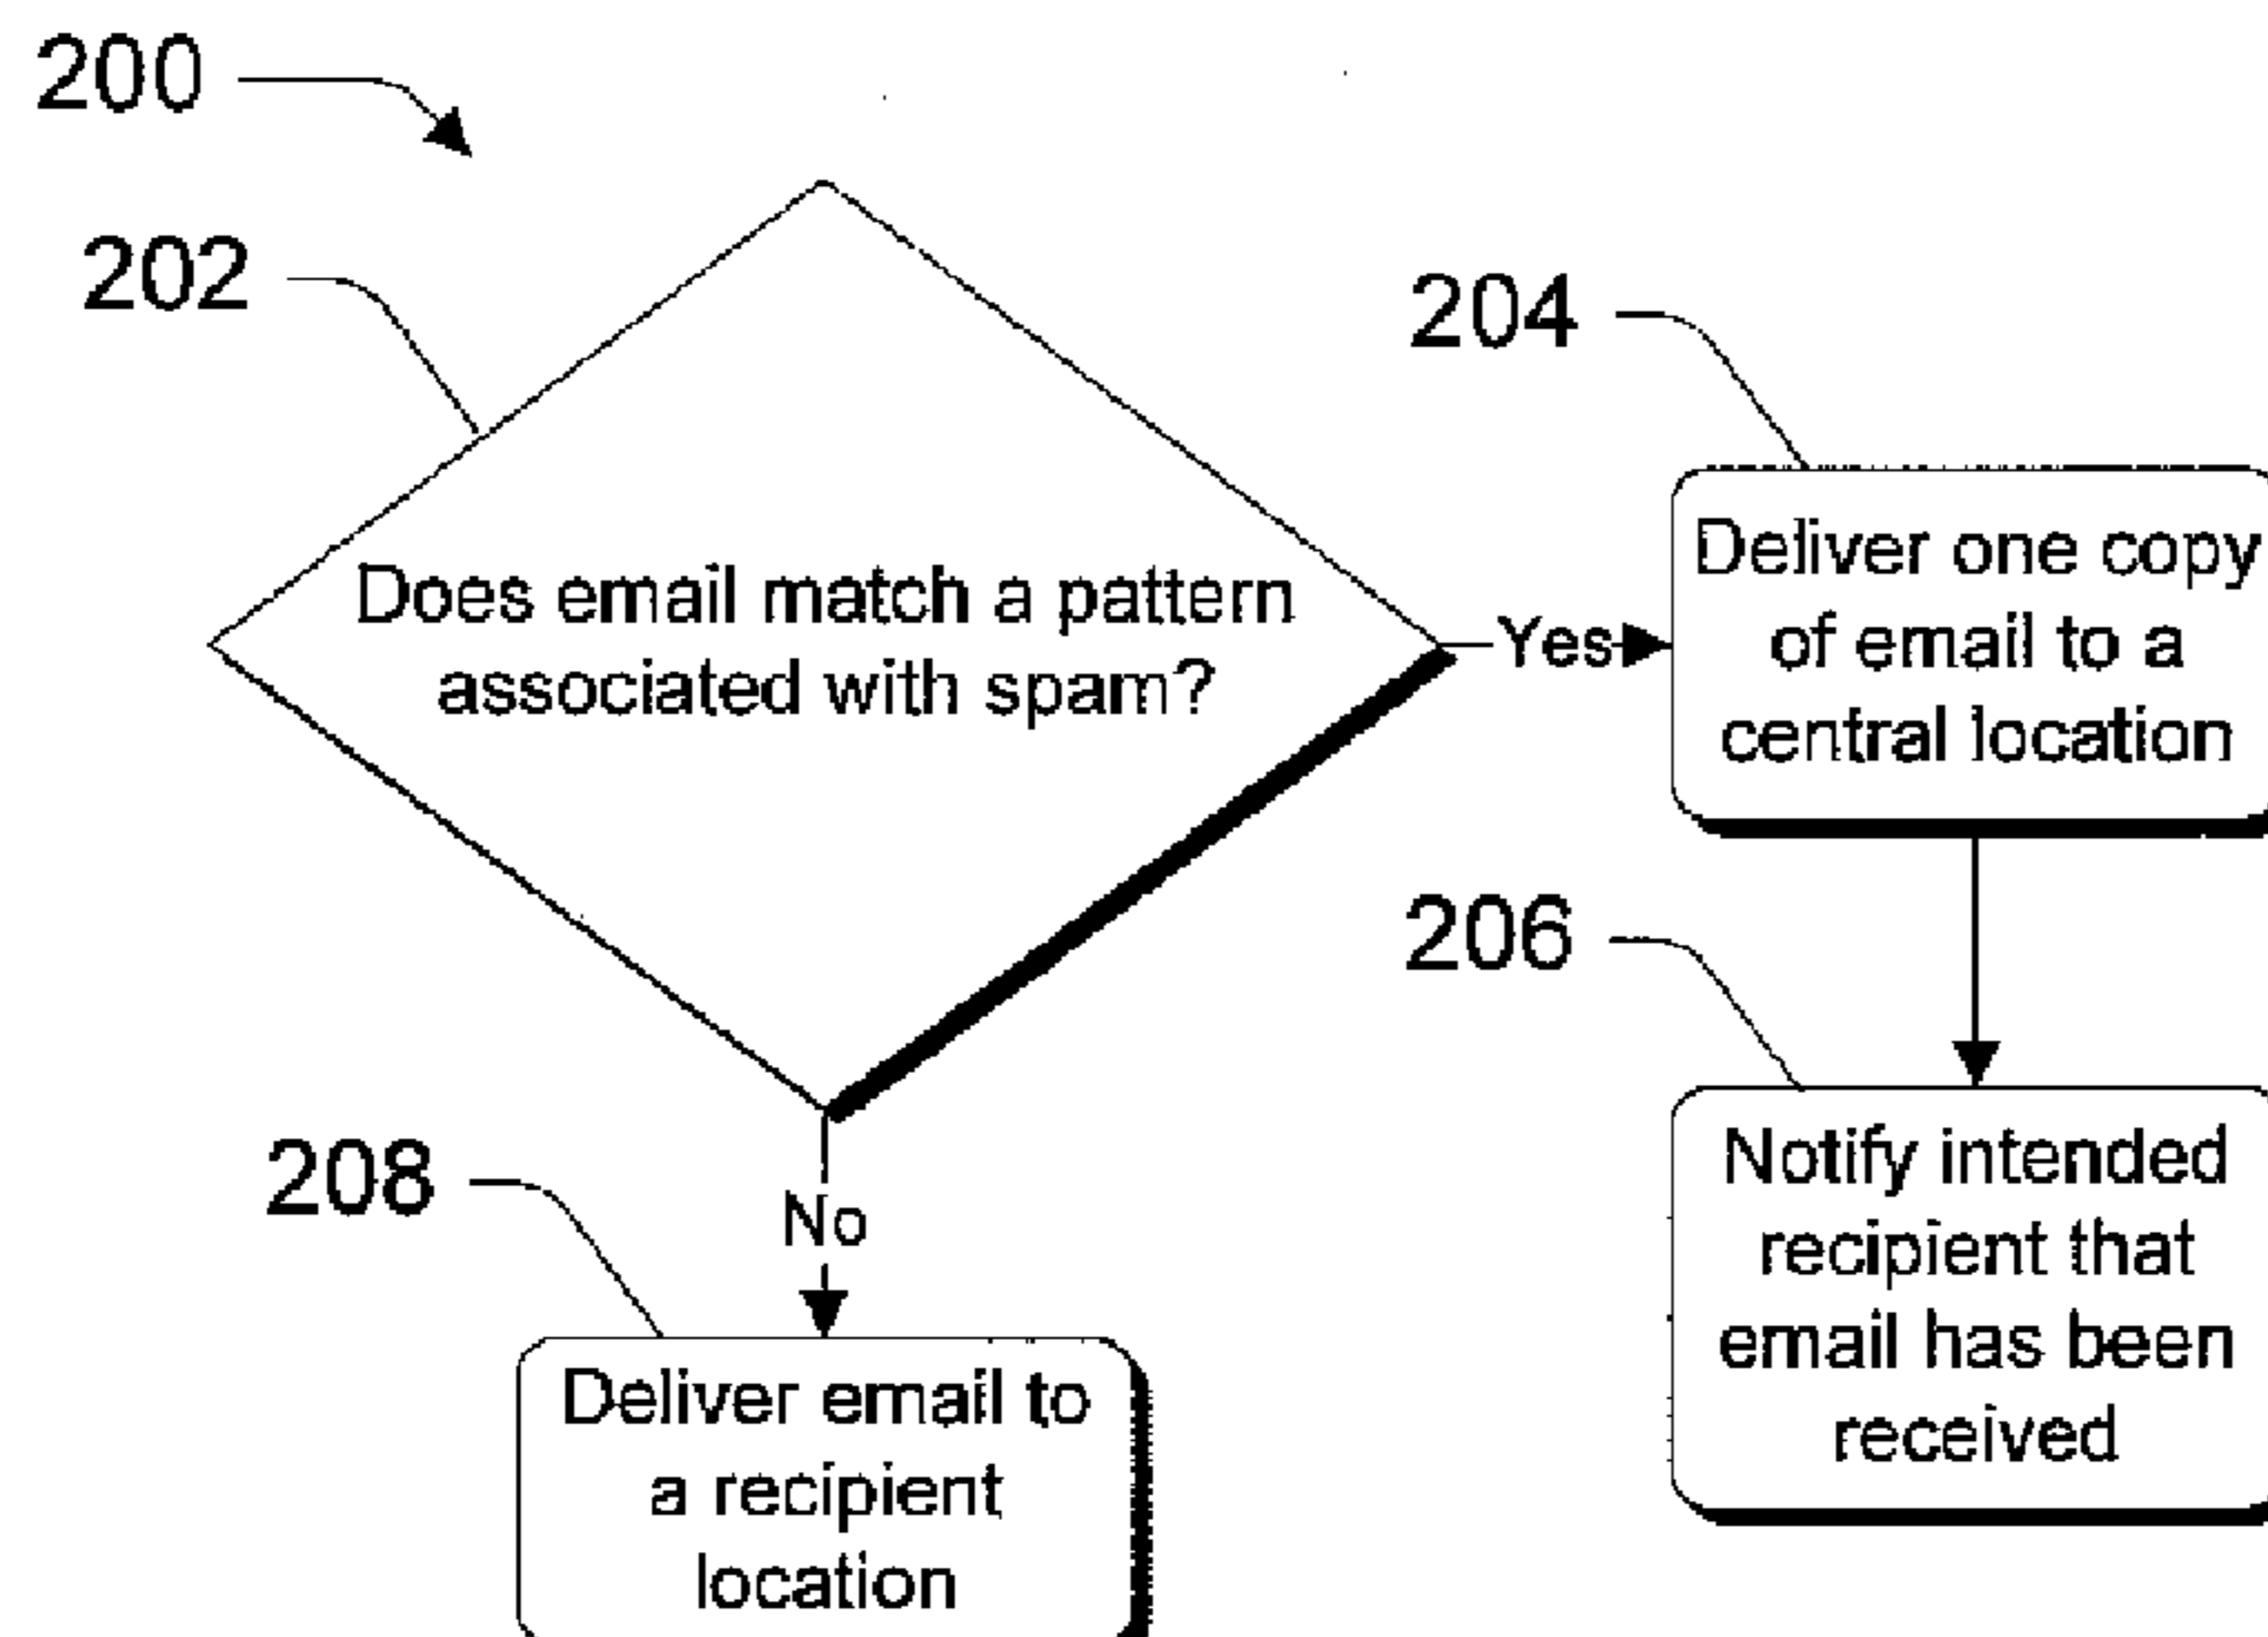 200
202
Does email match a pattern
associated with spam?
Yes
204
Deliver one copy
of email to a
central location
206
Notify intended
recipient that
email has been
received
No
208
Deliver email to
a recipient
location